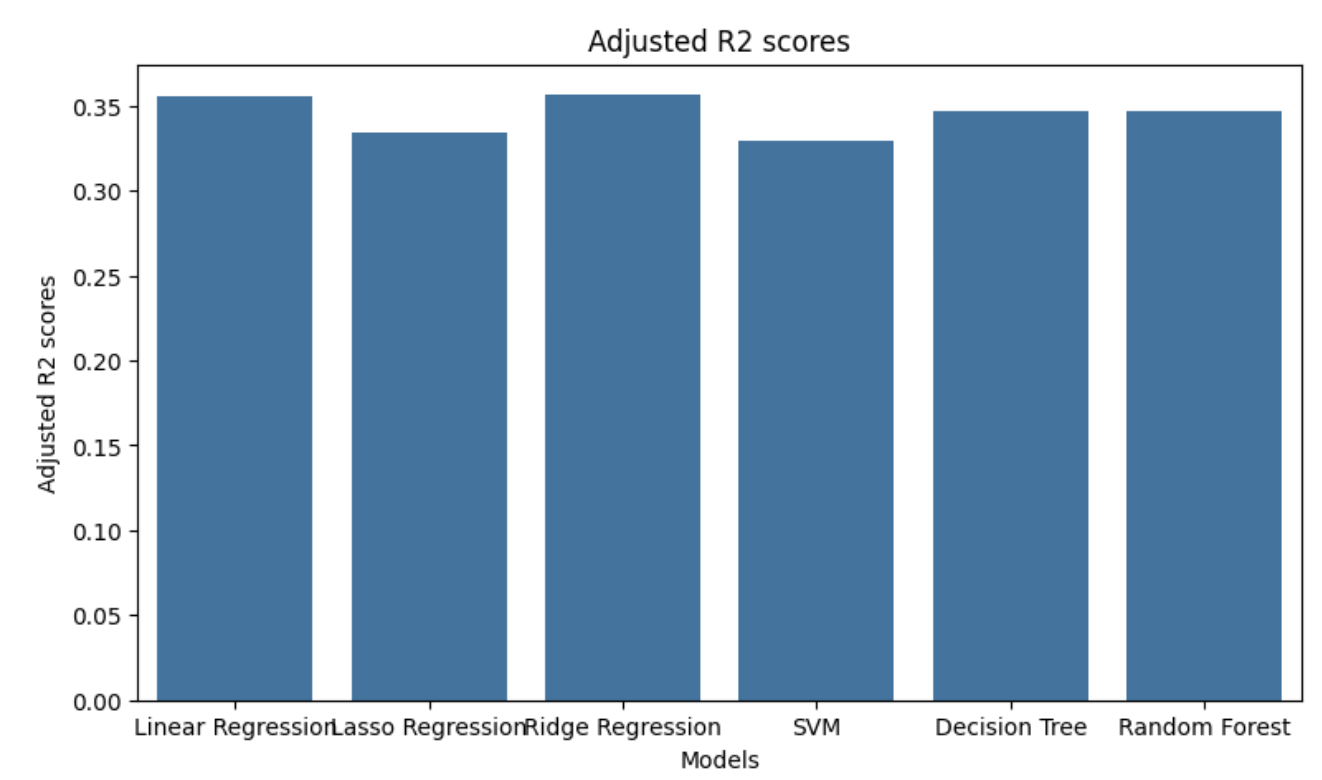 Adjusted R2 scores
Adjusted R2 scores
0.35
0.30
0.25
0.20
0.15
0.10
0.05
0.00
Linear Regression Lasso Regression Ridge Regression SVM Decision Tree Random Forest
Models